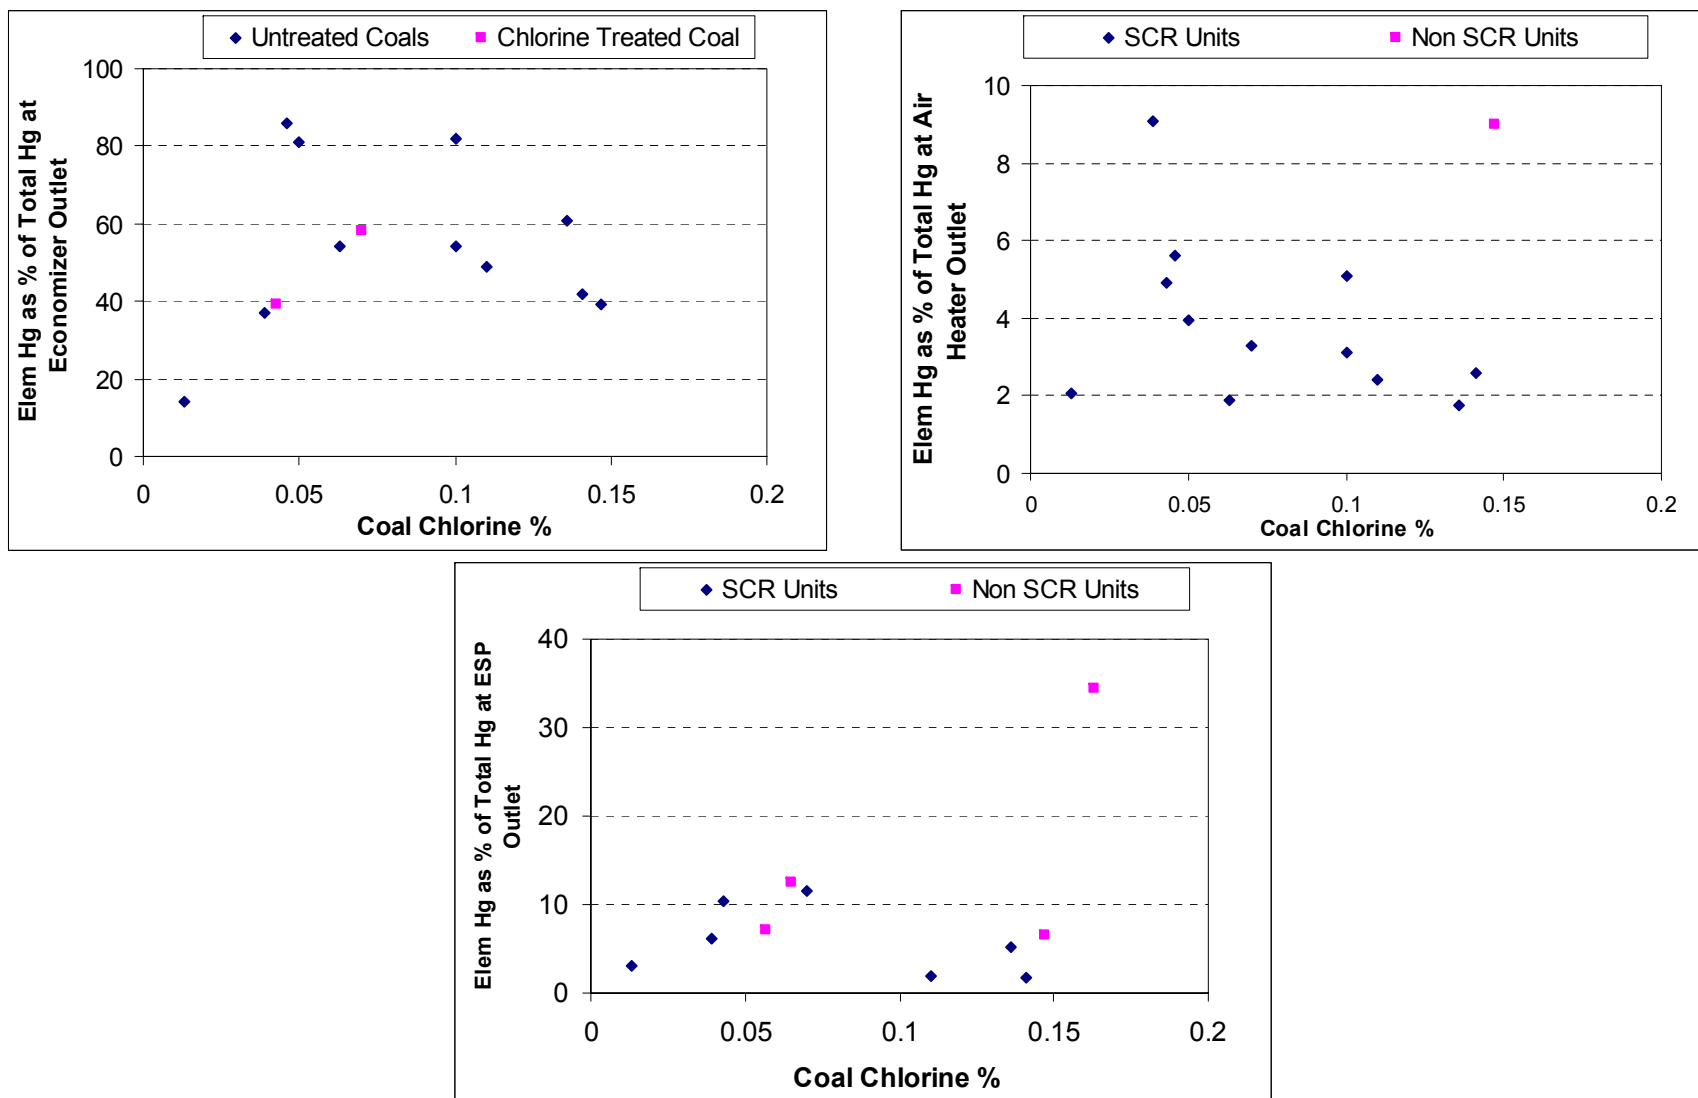 Untreated Coals Chlorine Treated Coal
Elem Hg as % of Total Hg at
Economizer Outlet
100
80
60
40
20
0
0 0.05 0.1 0.15 0.2
Coal Chlorine %
SCR Units Non SCR Units
Elem Hg as % of Total Hg at Air
Heater Outlet
10
8
6
4
2
0
0 0.05 0.1 0.15 0.2
Coal Chlorine %
SCR Units Non SCR Units
Elem Hg as % of Total Hg at ESP
Outlet
40
30
20
10
0
0 0.05 0.1 0.15 0.2
Coal Chlorine %